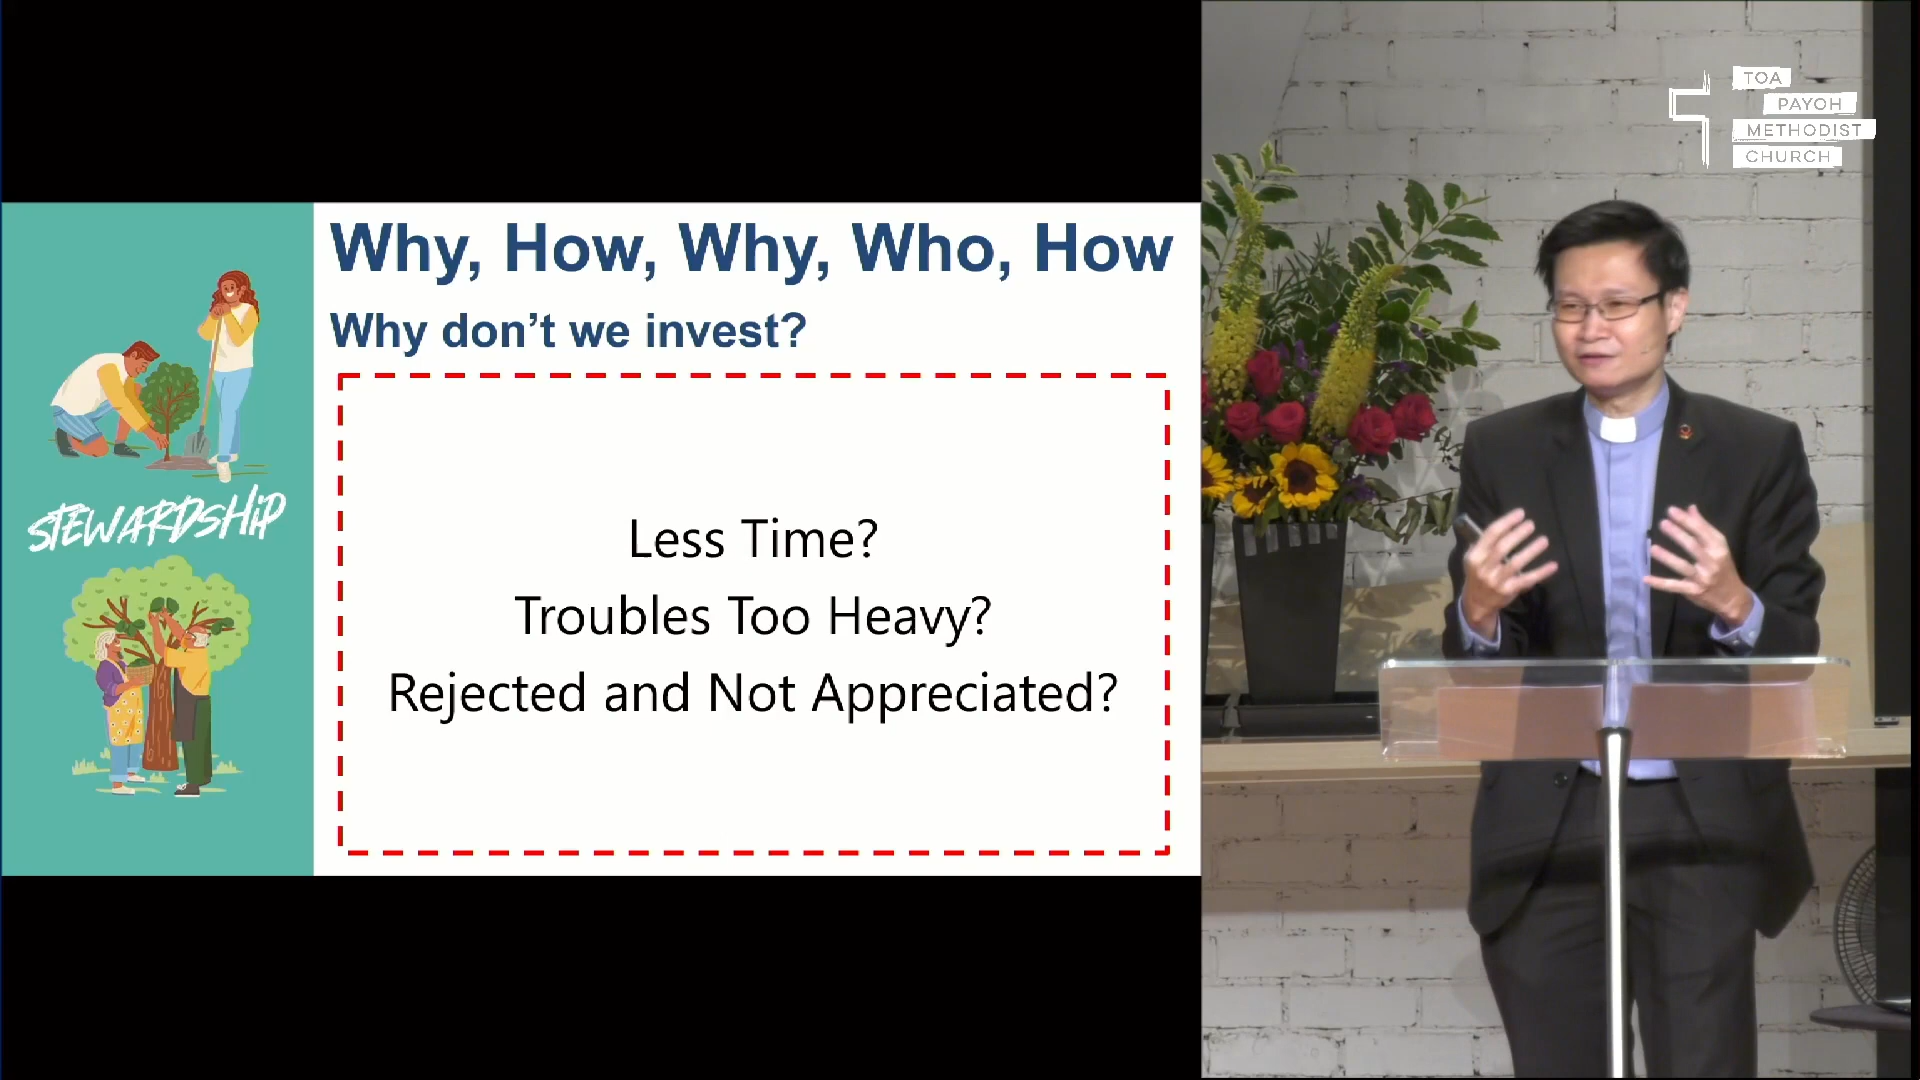 Why, How, Why, Who, How
Why don't we invest?
Less Time?
Troubles Too Heavy?
Rejected and Not Appreciated?
STEWARDSHiP
TOA
PAYOH
METHODIST
CHURCH